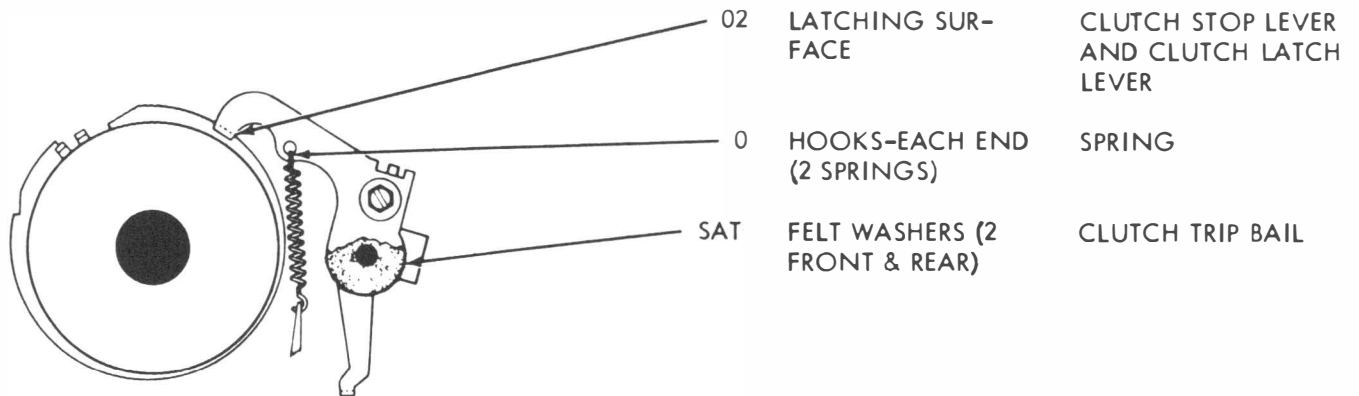 02 LATCHING SUR- CLUTCH STOP LEVER
FACE AND CLUTCH LATCH
LEVER
0 HOOKS-EACH END SPRING
(2 SPRINGS)
SAT FELT WASHERS (2 CLUTCH TRIP BAIL
FRONT & REAR)